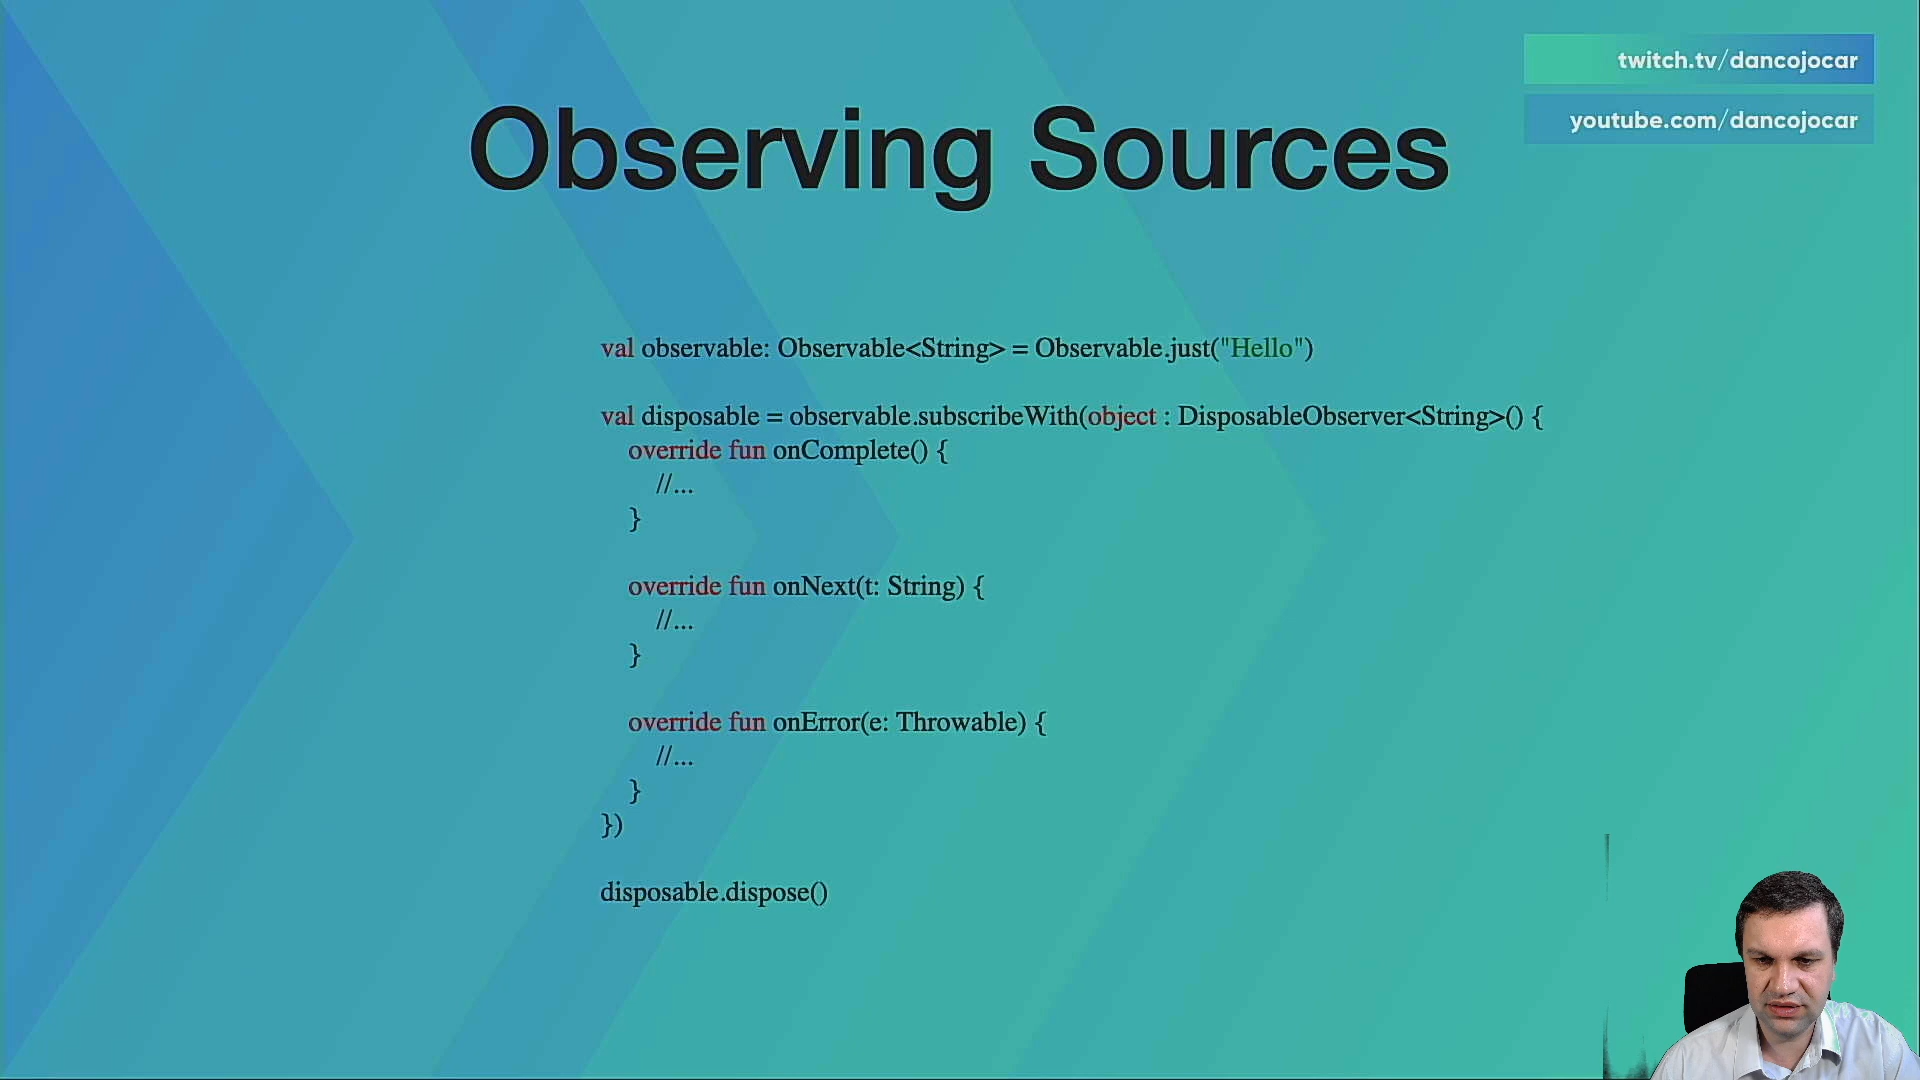 twitch.tv/dancojocar
youtube.com/dancojocar
Observing Sources
val observable: Observable<String> = Observable.just("Hello")
val disposable = observable.subscribeWith(object : DisposableObserver<String>() {
override fun onComplete() {
//...
}
override fun onNext(t: String) {
//...
}
override fun onError(e: Throwable) {
//...
}
})
disposable.dispose()